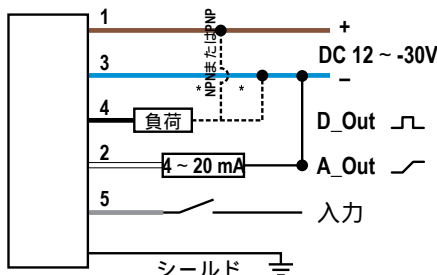 1
+
NPNまたはPNP
DC 12 ~ -30V
3
–
* *
4
負荷
D_Out
2
4 ~ 20 mA
A_Out
5
入力
シールド